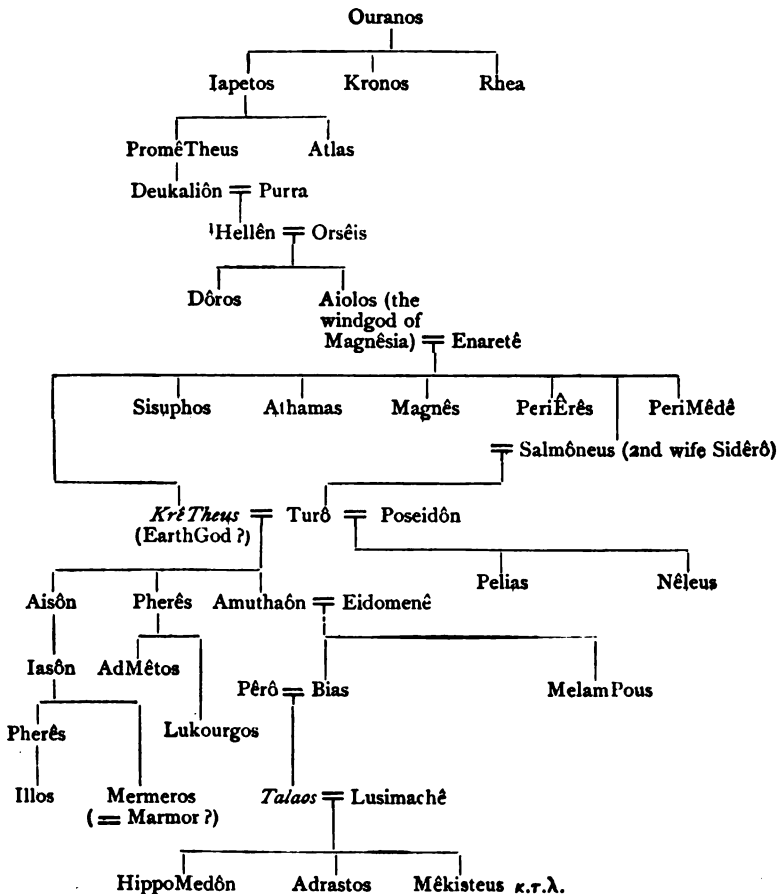 Ouranos
Iapetos Kronos Rhea
PromêTheus Atlas
Deukaliôn = Purra
¹Hellên = Orsêis
Dôros Aiolos (the
windgod of
Magnêsia) = Enaretê
Sisuphos Athamas Magnês PeriÊrês PeriMêdê
= Salmôneus (2nd wife Sidêrô)
KrêTheus = Turô = Poseidôn
(EarthGod ?)
Pelias Nêleus
Aisôn Pherês Amuthaôn = Eidomenê
Iasôn AdMêtos
Pêrô = Bias MelamPous
Pherês Lukourgos
Illos Mermeros Talaos = Lusimachê
(= Marmor ?)
HippoMedôn Adrastos Mêkisteus κ.τ.λ.